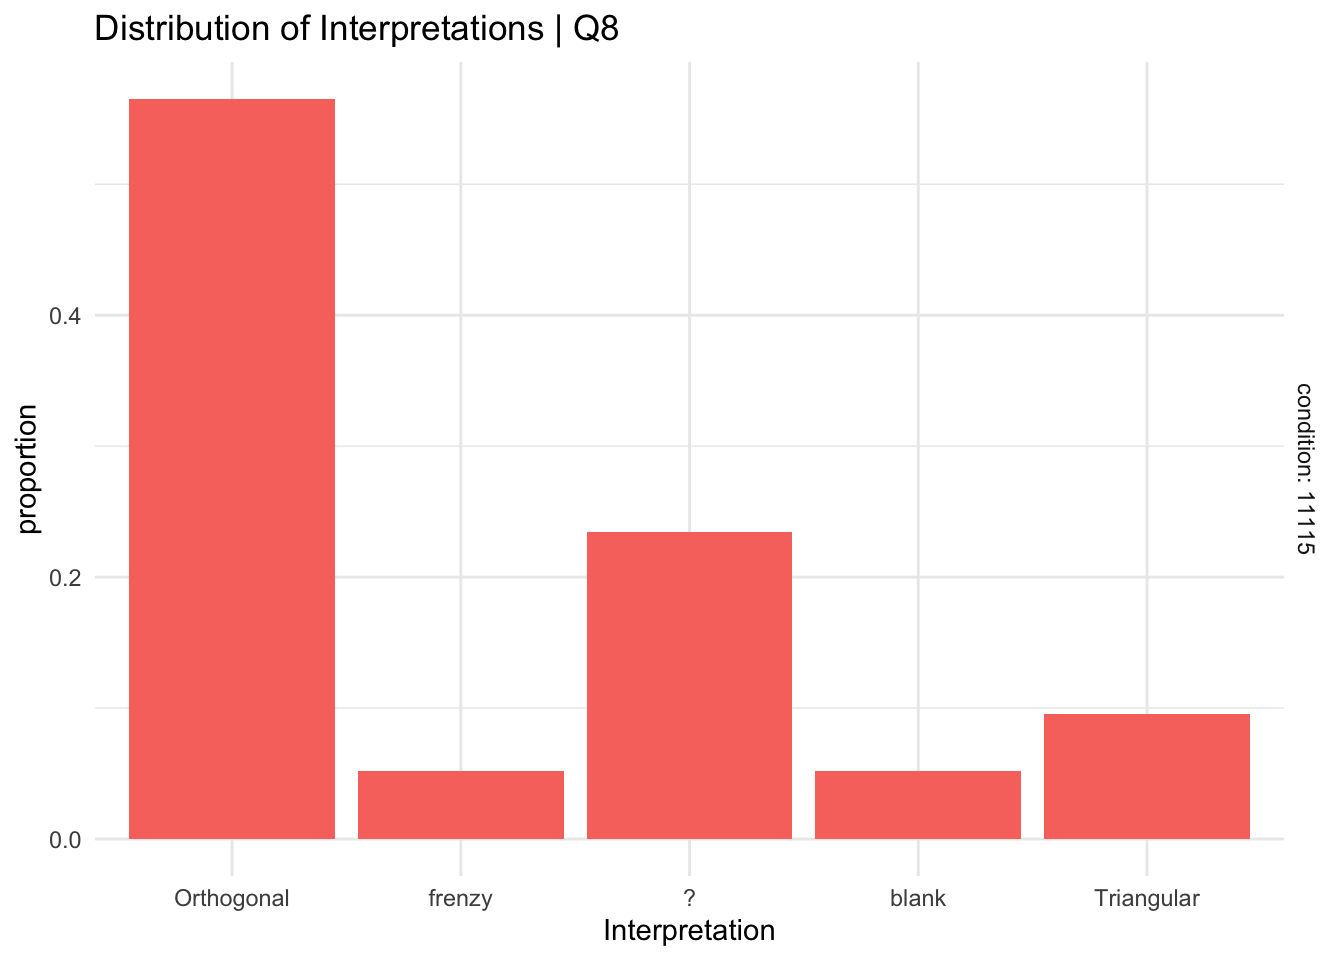 Distribution of Interpretations | Q8
proportion
0.4
0.2
0.0
condition: 11115
Orthogonal frenzy ? blank Triangular
Interpretation